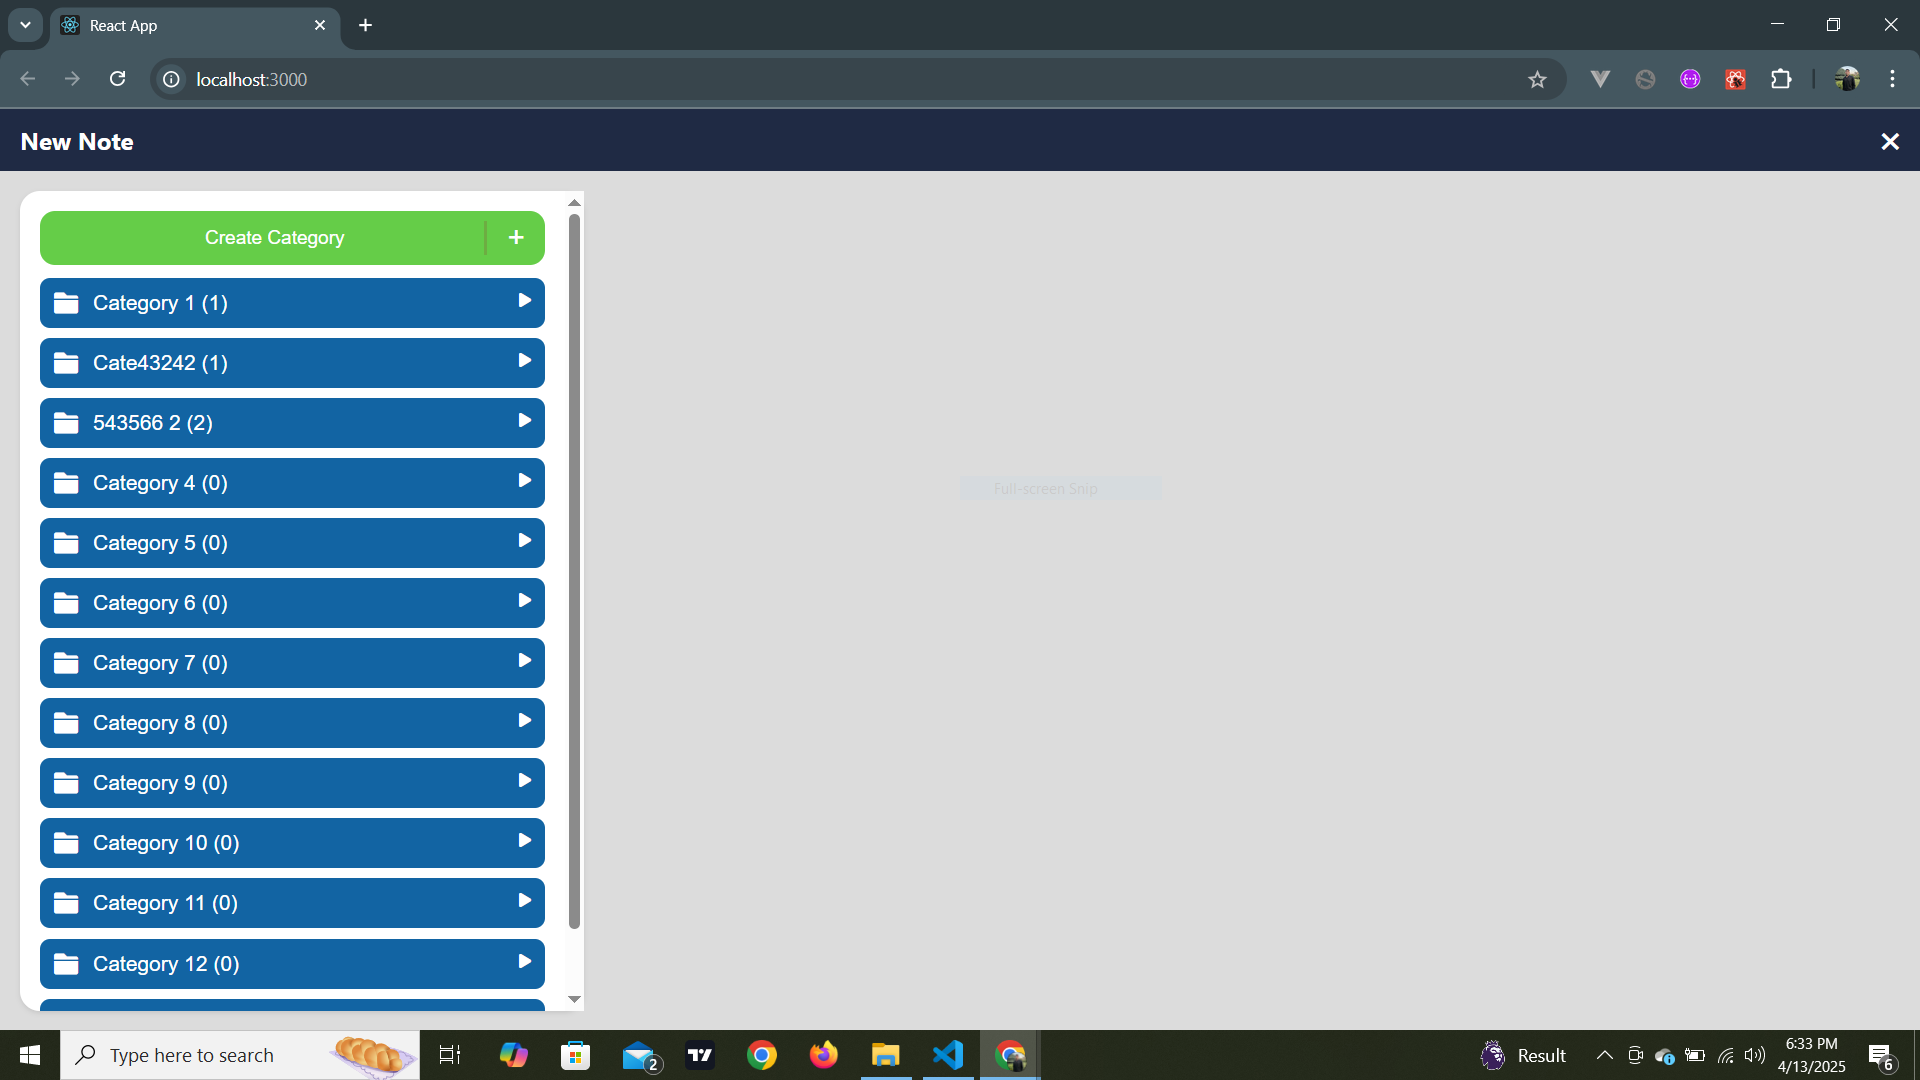 React App
localhost:3000
New Note
Create Category
Category 1 (1)
Cate43242 (1)
543566 2 (2)
Category 4 (0)
Category 5 (0)
Category 6 (0)
Category 7 (0)
Category 8 (0)
Category 9 (0)
Category 10 (0)
Category 11 (0)
Category 12 (0)
Full-screen Snip
Type here to search
2
Result
6:33 PM
4/13/2025
6